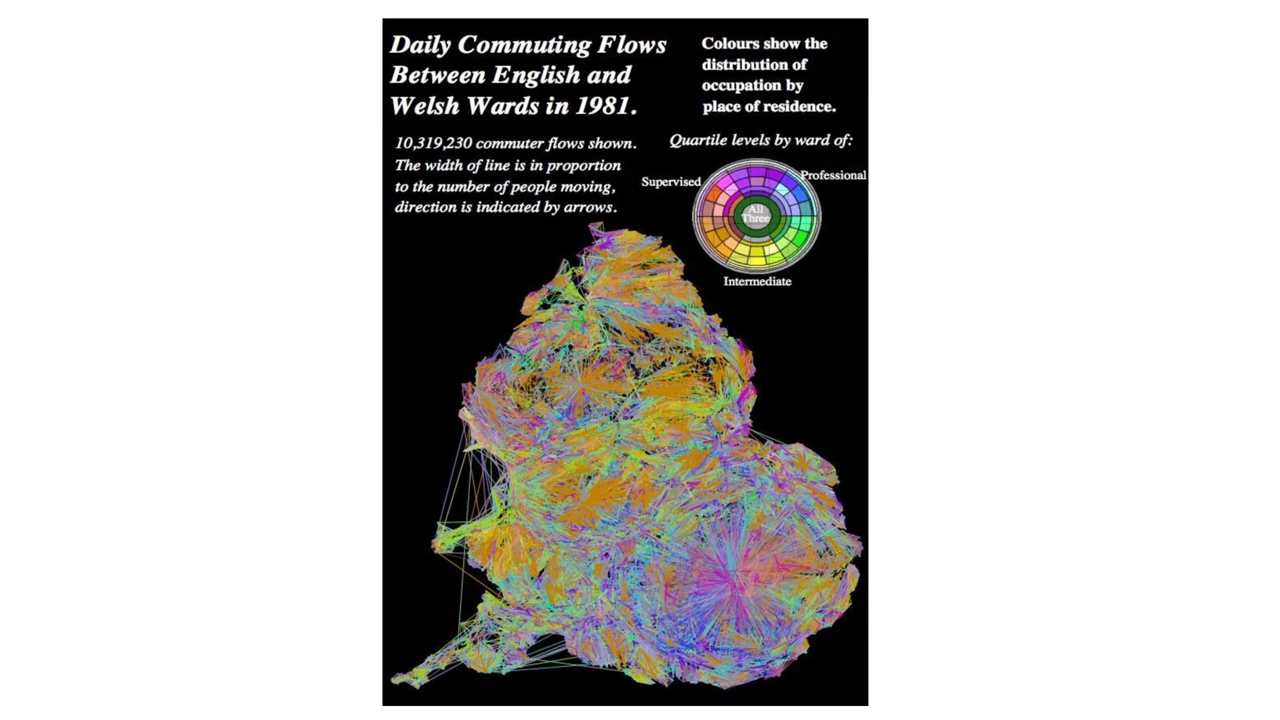 Daily Commuting Flows
Between English and
Welsh Wards in 1981.
10,319,230 commuter flows shown.
The width of line is in proportion
to the number of people moving,
direction is indicated by arrows.
Colours show the
distribution of
occupation by
place of residence.
Quartile levels by ward of:
Supervised
Professional
All
Three
Intermediate